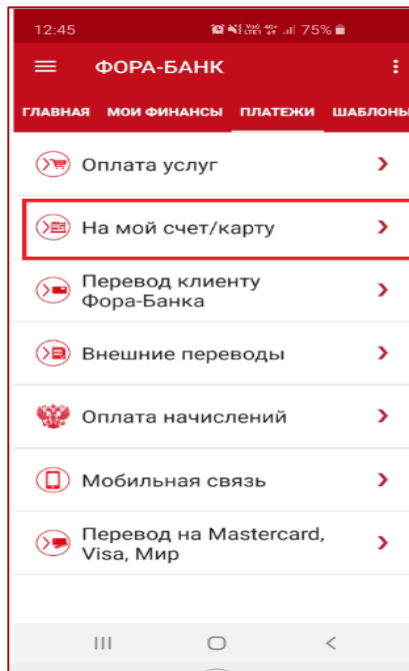 12:45 75%
ФОРА-БАНК
ГЛАВНАЯ МОИ ФИНАНСЫ ПЛАТЕЖИ ШАБЛОНЫ
Оплата услуг
На мой счет/карту
Перевод клиенту
Фора-Банка
Внешние переводы
Оплата начислений
Мобильная связь
Перевод на Mastercard,
Visa, Мир